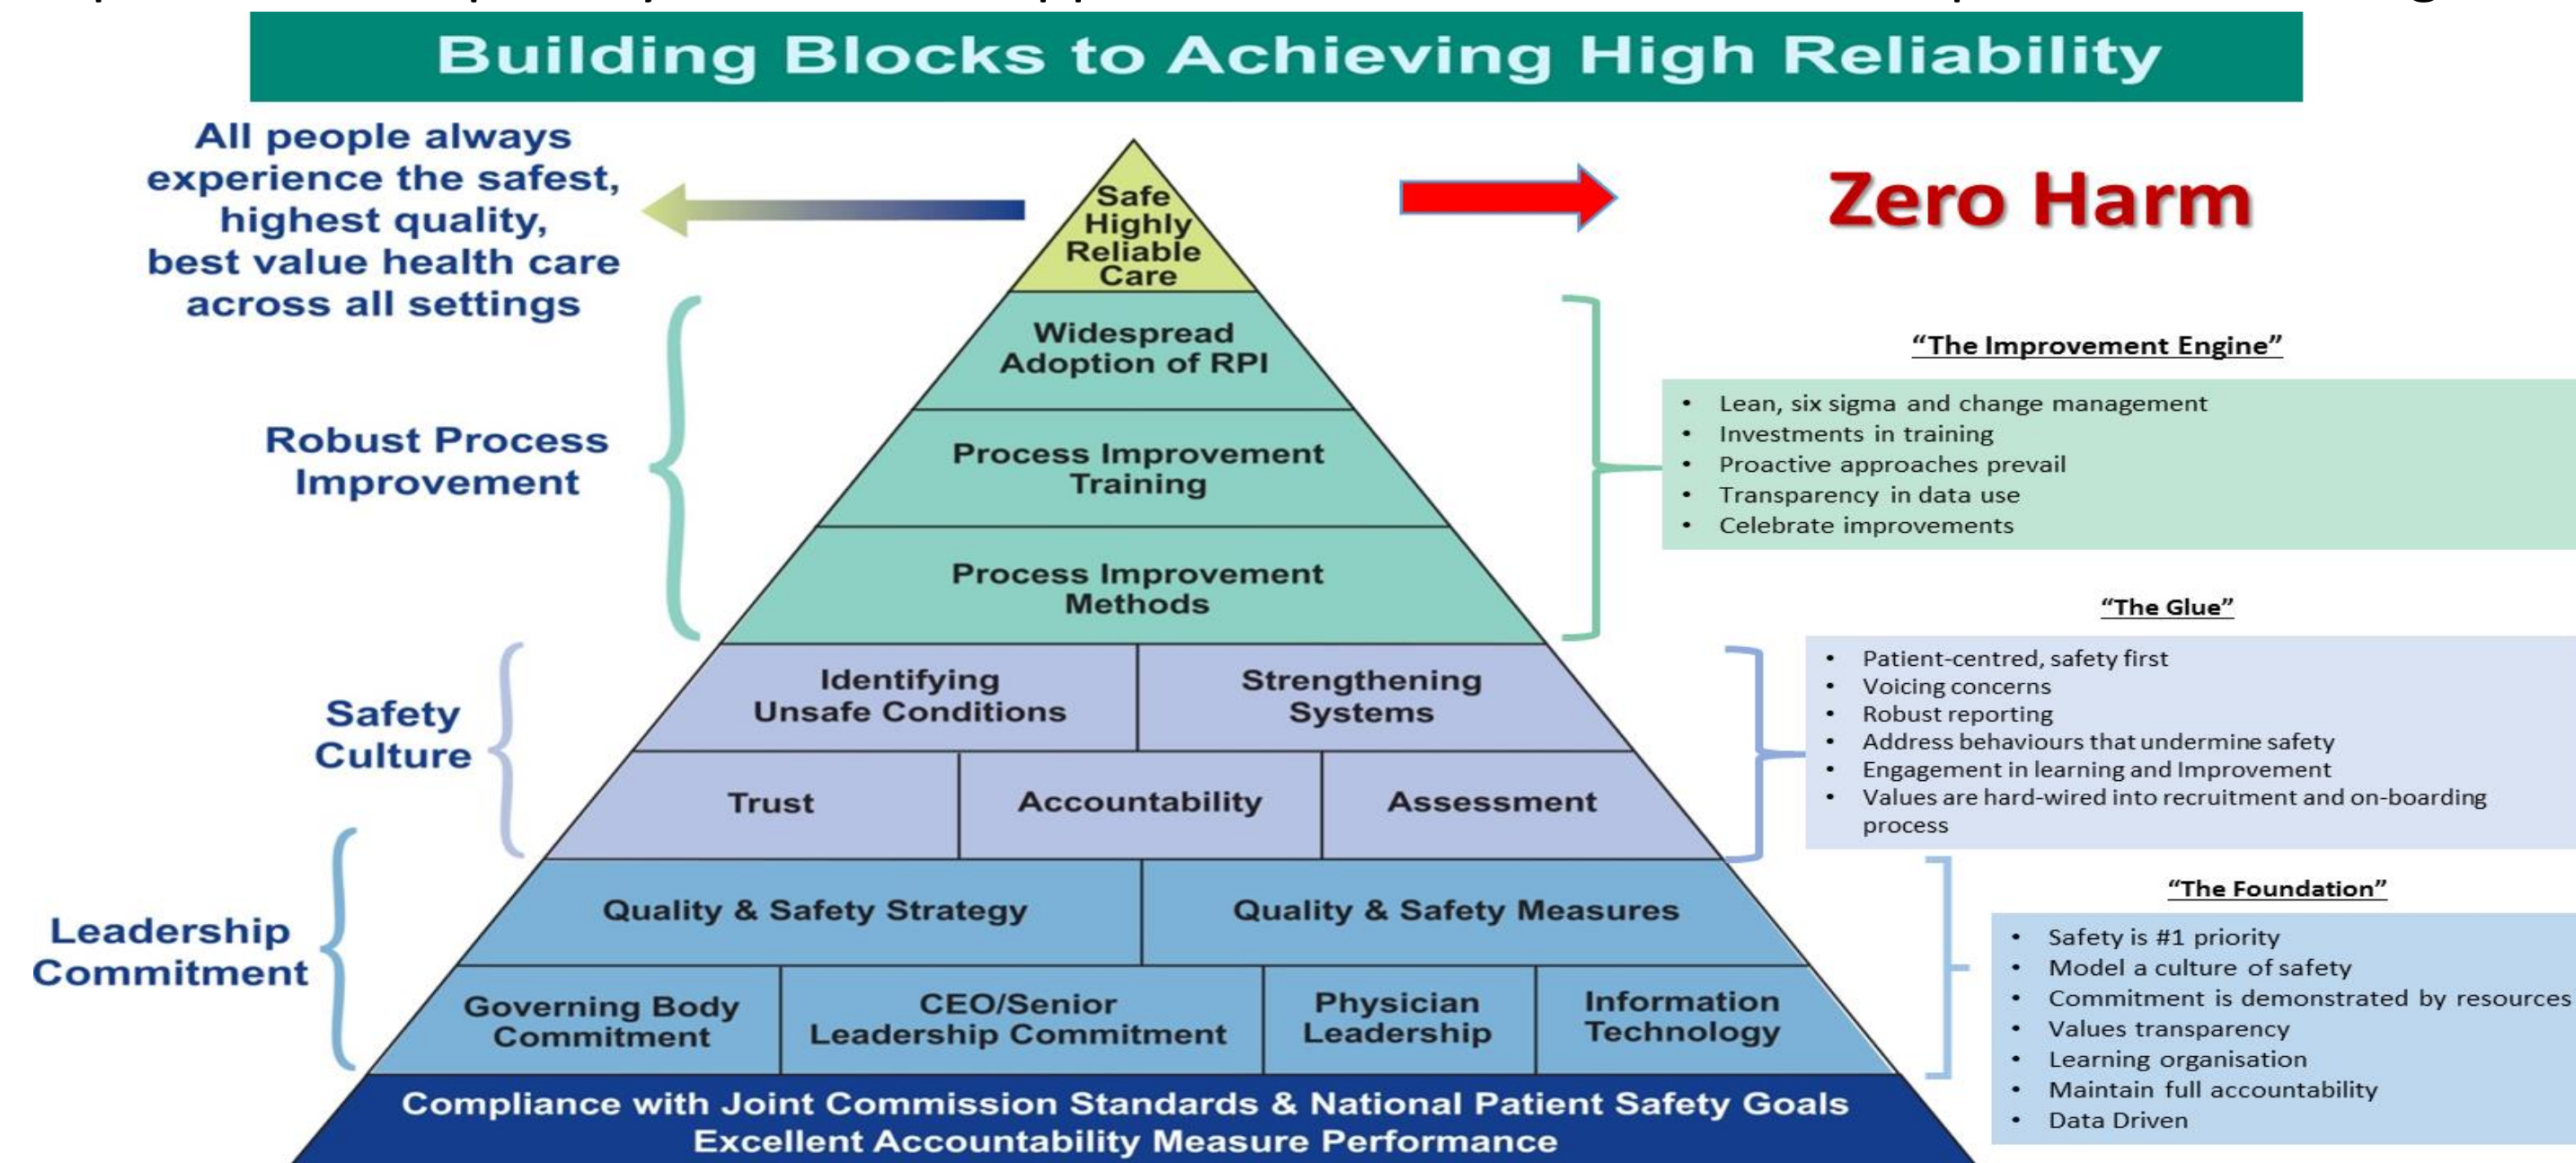 Building Blocks to Achieving High Reliability
All people always
experience the safest,
highest quality,
best value health care
across all settings
Safe
Highly
Reliable
Care
Zero Harm
Robust Process
Improvement
Widespread
Adoption of RPI
Process Improvement
Training
Process Improvement
Methods
“The Improvement Engine”
• Lean, six sigma and change management
• Investments in training
• Proactive approaches prevail
• Transparency in data use
• Celebrate improvements
Safety
Culture
Identifying
Unsafe Conditions
Strengthening
Systems
Trust
Accountability
Assessment
“The Glue”
• Patient-centred, safety first
• Voicing concerns
• Robust reporting
• Address behaviours that undermine safety
• Engagement in learning and Improvement
• Values are hard-wired into recruitment and on-boarding
process
Leadership
Commitment
Quality & Safety Strategy
Quality & Safety Measures
Governing Body
Commitment
CEO/Senior
Leadership Commitment
Physician
Leadership
Information
Technology
“The Foundation”
• Safety is #1 priority
• Model a culture of safety
• Commitment is demonstrated by resources
• Values transparency
• Learning organisation
• Maintain full accountability
• Data Driven
Compliance with Joint Commission Standards & National Patient Safety Goals
Excellent Accountability Measure Performance